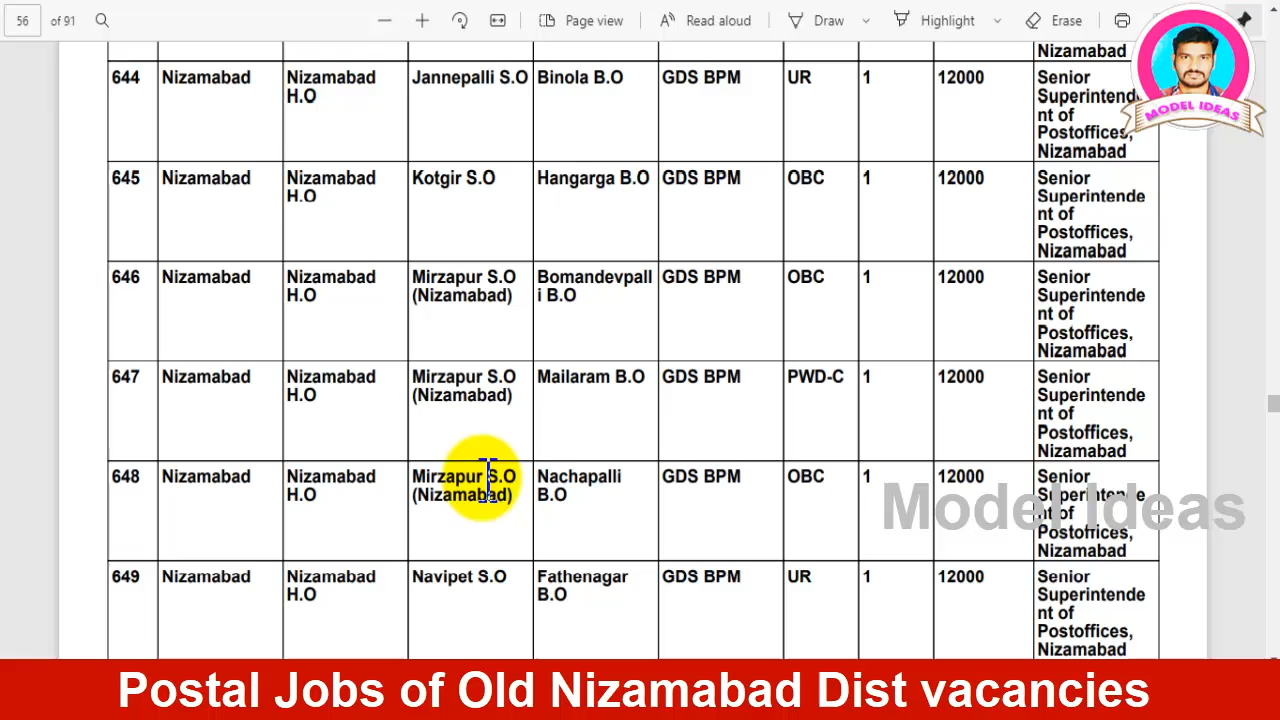 56 of 91 Page view Read aloud Draw Highlight Erase
Nizamabad
644 Nizamabad Nizamabad H.O Jannepalli S.O Binola B.O GDS BPM UR 1 12000 Senior
Superintende
nt of
Postoffices,
Nizamabad
645 Nizamabad Nizamabad H.O Kotgir S.O Hangarga B.O GDS BPM OBC 1 12000 Senior
Superintende
nt of
Postoffices,
Nizamabad
646 Nizamabad Nizamabad H.O Mirzapur S.O (Nizamabad) Bomandevpall i B.O GDS BPM OBC 1 12000 Senior
Superintende
nt of
Postoffices,
Nizamabad
647 Nizamabad Nizamabad H.O Mirzapur S.O (Nizamabad) Mailaram B.O GDS BPM PWD-C 1 12000 Senior
Superintende
nt of
Postoffices,
Nizamabad
648 Nizamabad Nizamabad H.O Mirzapur S.O (Nizamabad) Nachapalli B.O GDS BPM OBC 1 12000 Senior
Superintende
nt of
Postoffices,
Nizamabad
649 Nizamabad Nizamabad H.O Navipet S.O Fathenagar B.O GDS BPM UR 1 12000 Senior
Superintende
nt of
Postoffices,
Nizamabad
MODEL IDEAS
Model Ideas
Postal Jobs of Old Nizamabad Dist vacancies